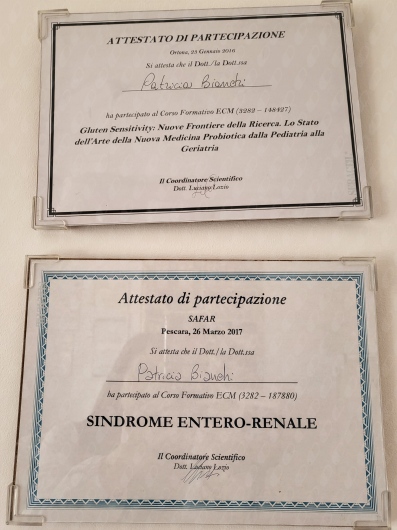 ATTESTATO DI PARTECIPAZIONE
Ortona, 23 Gennaio 2016
Si attesta che il Dott./la Dott.ssa
Patricia Bianchi
ha partecipato al Corso Formativo ECM (3282 – 148427)
Gluten Sensitivity: Nuove Frontiere della Ricerca. Lo Stato
dell'Arte della Nuova Medicina Probiotica dalla Pediatria alla
Geriatria
Il Coordinatore Scientifico
Dott. Luciano Lozio
Attestato di partecipazione
SAFAR
Pescara, 26 Marzo 2017
Si attesta che il Dott./la Dott.ssa
Patricia Bianchi
ha partecipato al Corso Formativo ECM (3282 – 187880)
SINDROME ENTERO-RENALE
Il Coordinatore Scientifico
Dott. Luciano Lozio